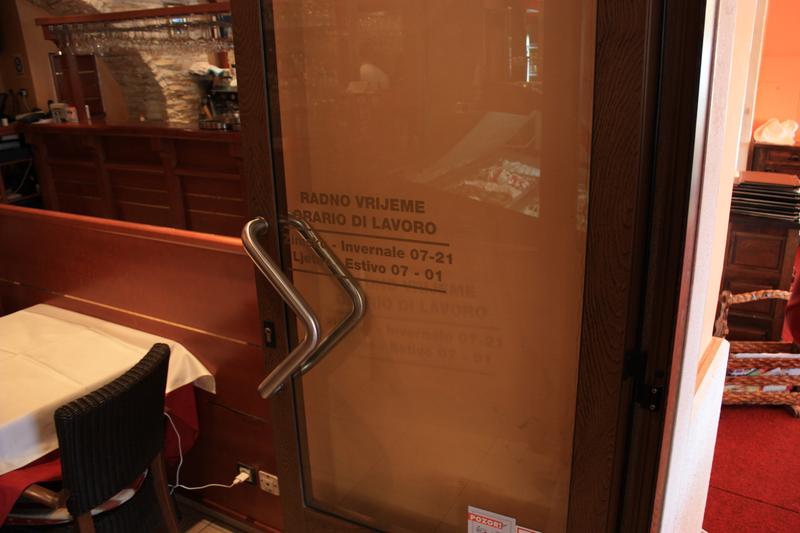 RADNO VRIJEME
ORARIO DI LAVORO
- Invernale 07-21
- Estivo 07 - 01
POZOR!